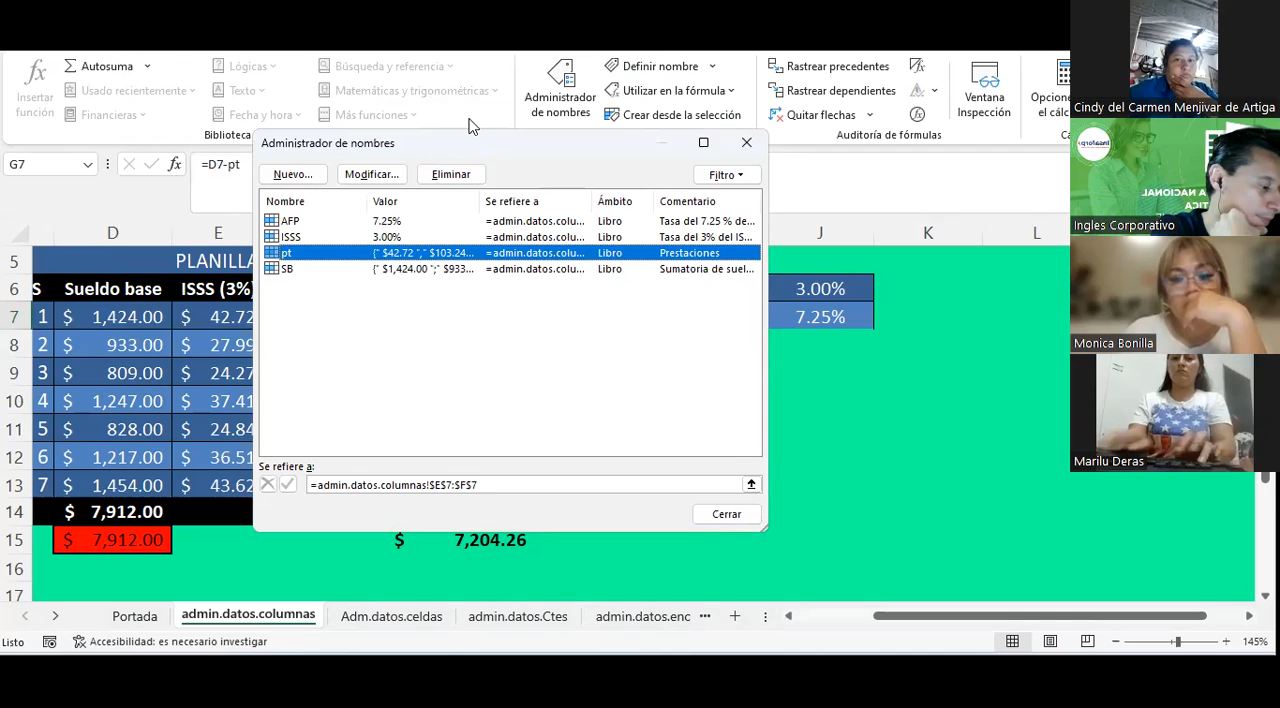 Autosuma
Lógicas
Búsqueda y referencia
Definir nombre
Rastrear precedentes
Usado recientemente
Texto
Matemáticas y trigonométricas
Utilizar en la fórmula
Rastrear dependientes
Financieras
Fecha y hora
Más funciones
Crear desde la selección
Quitar flechas
Insertar
función
Administrador
de nombres
Ventana
Inspección
Opcione
el cálc
Biblioteca
Auditoría de fórmulas
Cá
G7
fx
=D7-pt
Administrador de nombres
Nuevo...
Modificar...
Eliminar
Filtro
Nombre
Valor
Se refiere a
Ámbito
Comentario
AFP
7.25%
=admin.datos.colu...
Libro
Tasa del 7.25 % de...
ISSS
3.00%
=admin.datos.colu...
Libro
Tasa del 3% del IS...
pt
{" $42.72 "," $103.24...
=admin.datos.colu...
Libro
Prestaciones
SB
{" $1,424.00 ";" $933...
=admin.datos.colu...
Libro
Sumatoria de suel...
Se refiere a:
=admin.datos.columnas!$E$7:$F$7
Cerrar
D E J K L
5 PLANILLA
6 S Sueldo base ISSS (3%) 3.00%
7 1 $ 1,424.00 $ 42.72 7.25%
8 2 $ 933.00 $ 27.99
9 3 $ 809.00 $ 24.27
10 4 $ 1,247.00 $ 37.41
11 5 $ 828.00 $ 24.84
12 6 $ 1,217.00 $ 36.51
13 7 $ 1,454.00 $ 43.62
14 $ 7,912.00
15 $ 7,912.00 $ 7,204.26
16
17
Portada
admin.datos.columnas
Adm.datos.celdas
admin.datos.Ctes
admin.datos.enc
Listo
Accesibilidad: es necesario investigar
145%
Cindy del Carmen Menjivar de Artiga
Ingles Corporativo
Monica Bonilla
Marilu Deras